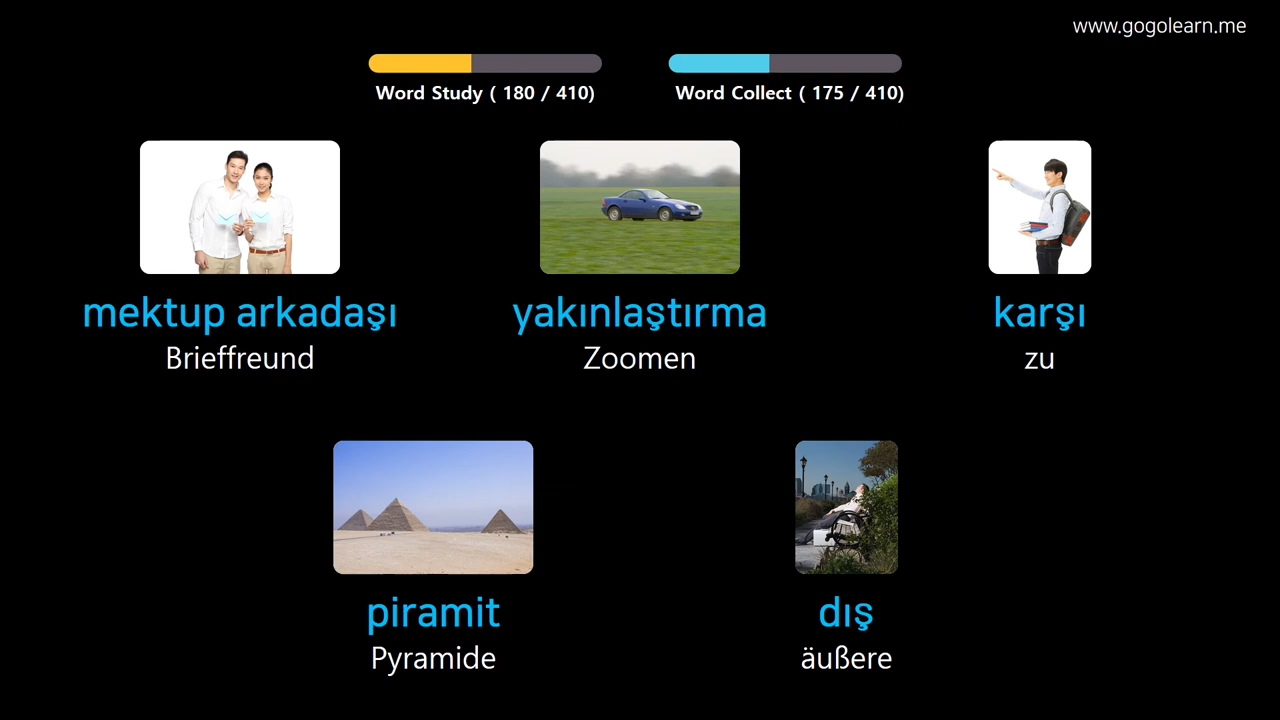 www.gogolearn.me
Word Study ( 180 / 410)
Word Collect ( 175 / 410)
mektup arkadaşı
Brieffreund
yakınlaştırma
Zoomen
karşı
zu
piramit
Pyramide
dış
äußere